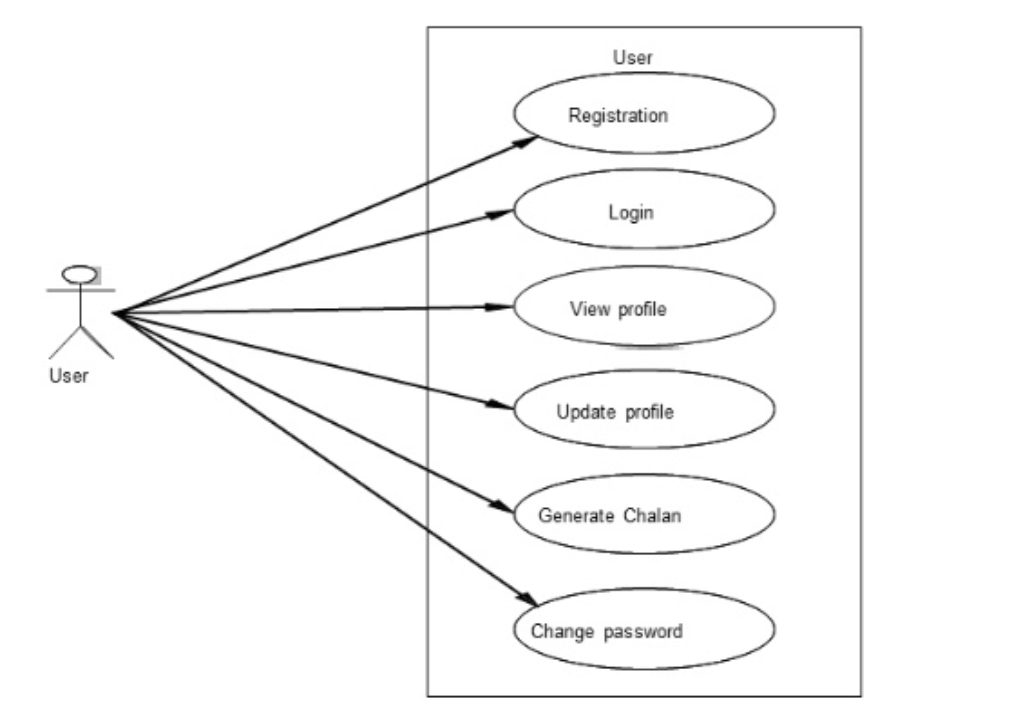 User
Registration
Login
View profile
User
Update profile
Generate Chalan
Change password